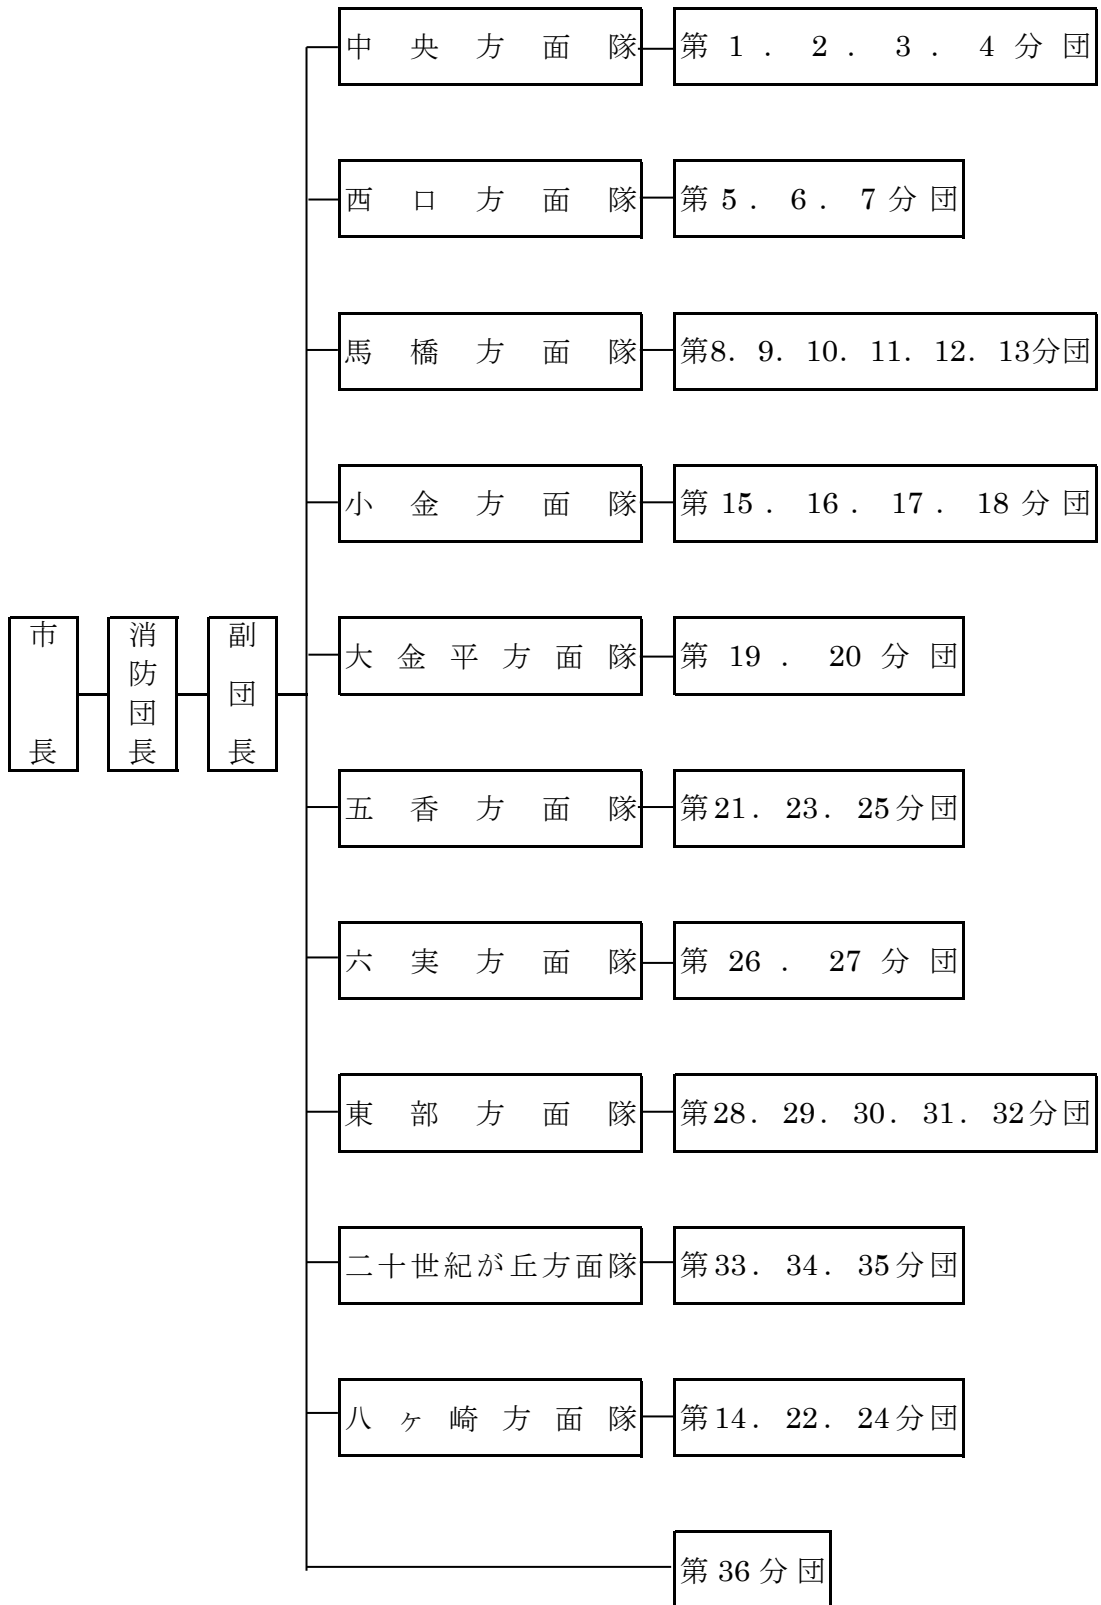 中央方面隊
第1．2．3．4分団
西口方面隊
第5．6．7分団
馬橋方面隊
第8．9．10．11．12．13分団
小金方面隊
第15．16．17．18分団
市長
消防団長
副団長
大金平方面隊
第19．20分団
五香方面隊
第21．23．25分団
六実方面隊
第26．27分団
東部方面隊
第28．29．30．31．32分団
二十世紀が丘方面隊
第33．34．35分団
八ヶ崎方面隊
第14．22．24分団
第36分団